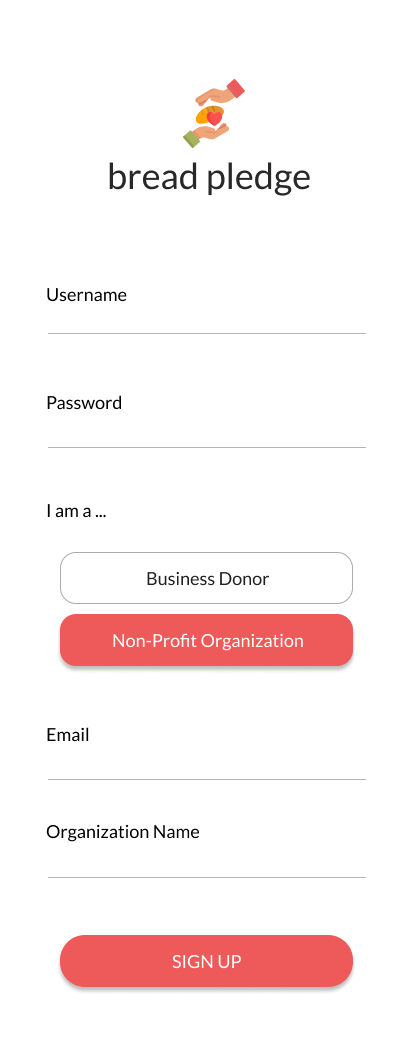 bread pledge
Username
Password
I am a ...
Business Donor
Non-Profit Organization
Email
Organization Name
SIGN UP